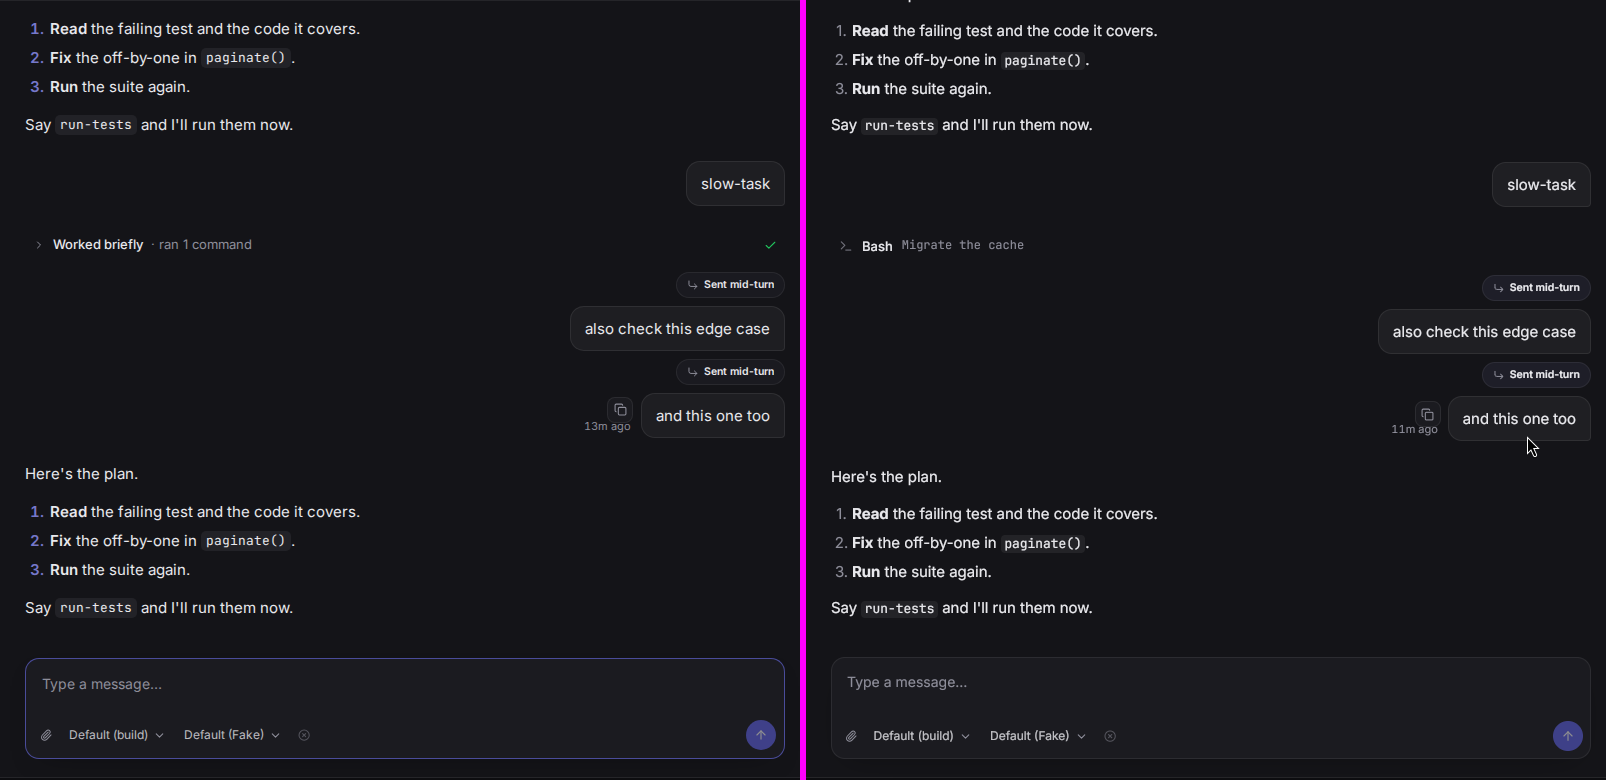 1. Read the failing test and the code it covers.
2. Fix the off-by-one in paginate().
3. Run the suite again.
Say run-tests and I'll run them now.
slow-task
Worked briefly · ran 1 command
Sent mid-turn
also check this edge case
Sent mid-turn
and this one too
13m ago
Here's the plan.
1. Read the failing test and the code it covers.
2. Fix the off-by-one in paginate().
3. Run the suite again.
Say run-tests and I'll run them now.
Type a message...
Default (build) Default (Fake)
1. Read the failing test and the code it covers.
2. Fix the off-by-one in paginate().
3. Run the suite again.
Say run-tests and I'll run them now.
slow-task
Bash Migrate the cache
Sent mid-turn
also check this edge case
Sent mid-turn
and this one too
11m ago
Here's the plan.
1. Read the failing test and the code it covers.
2. Fix the off-by-one in paginate().
3. Run the suite again.
Say run-tests and I'll run them now.
Type a message...
Default (build) Default (Fake)